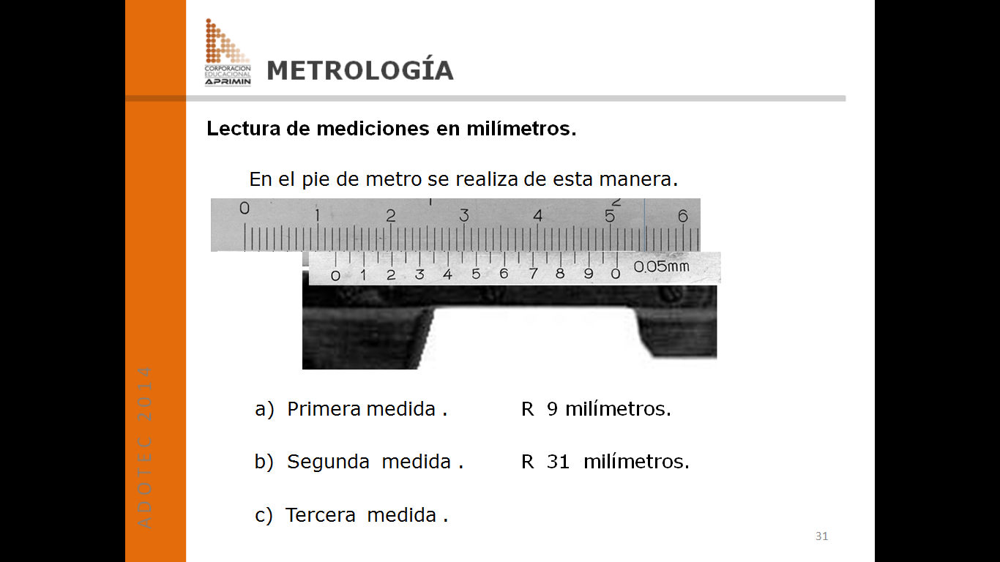 CORPORACION
EDUCACIONAL
APRIMIN
METROLOGÍA
Lectura de mediciones en milímetros.
En el pie de metro se realiza de esta manera.
0 1 2 3 4 5 2 6
0 1 2 3 4 5 6 7 8 9 0 0.05mm
a) Primera medida . R 9 milímetros.
b) Segunda medida . R 31 milímetros.
c) Tercera medida .
ADOTEC 2014
31